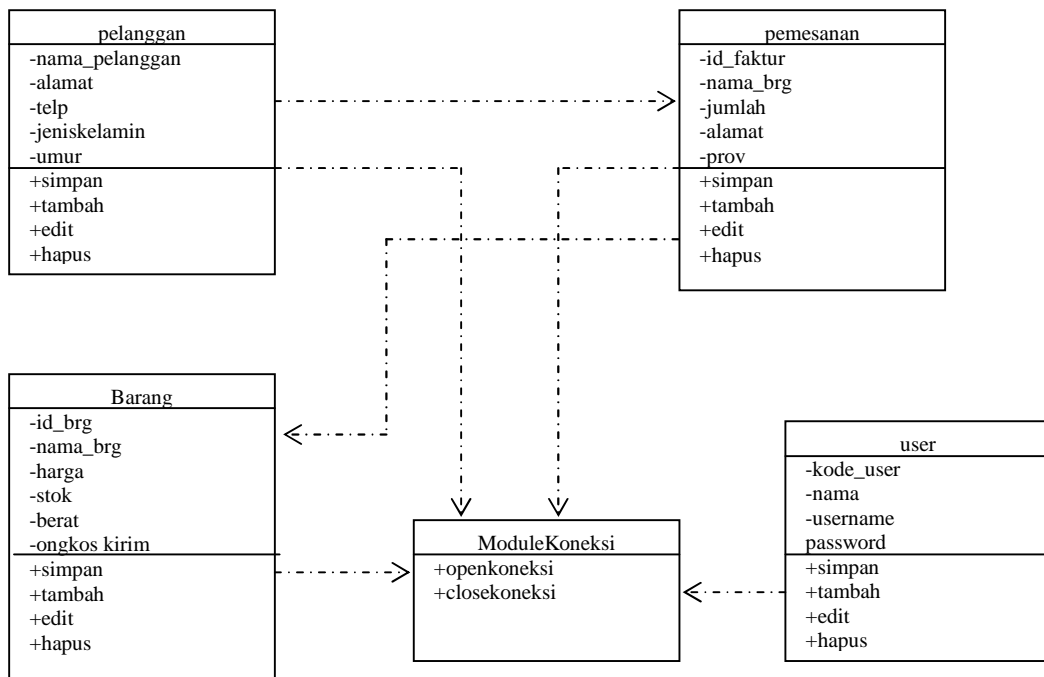 pelanggan
-nama_pelanggan
-alamat
-telp
-jeniskelamin
-umur
+simpan
+tambah
+edit
+hapus
pemesanan
-id_faktur
-nama_brg
-jumlah
-alamat
-prov
+simpan
+tambah
+edit
+hapus
Barang
-id_brg
-nama_brg
-harga
-stok
-berat
-ongkos kirim
+simpan
+tambah
+edit
+hapus
ModuleKoneksi
+openkoneksi
+closekoneksi
user
-kode_user
-nama
-username
password
+simpan
+tambah
+edit
+hapus